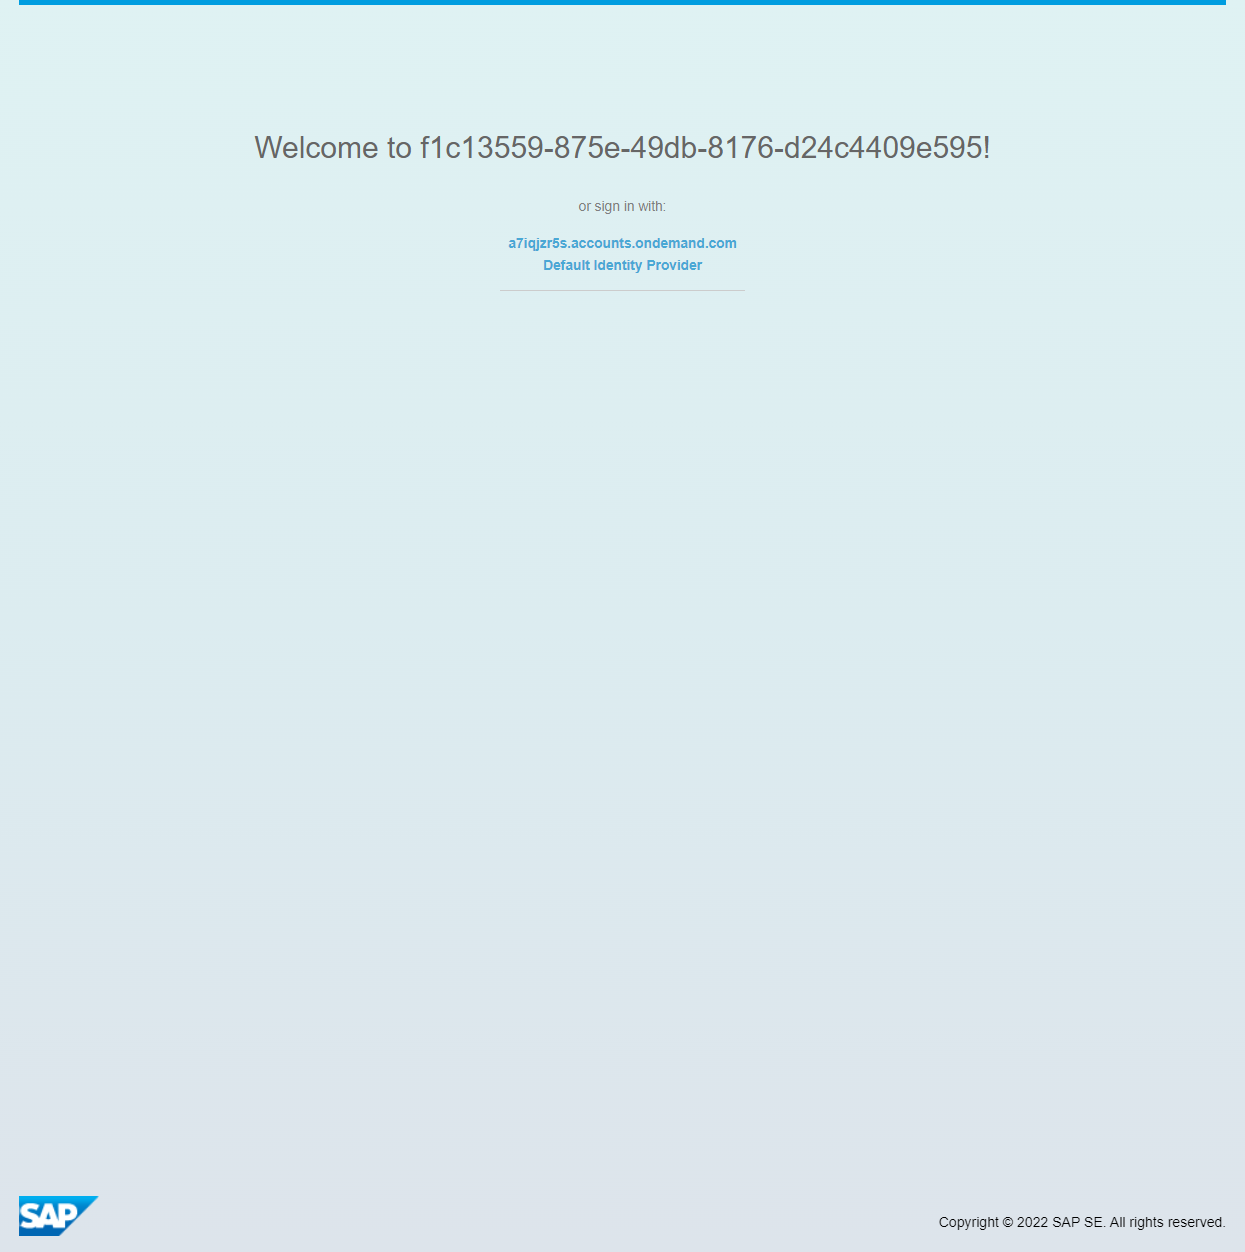 Welcome to f1c13559-875e-49db-8176-d24c4409e595!
or sign in with:
a7iqjzr5s.accounts.ondemand.com
Default Identity Provider
SAP
Copyright © 2022 SAP SE. All rights reserved.